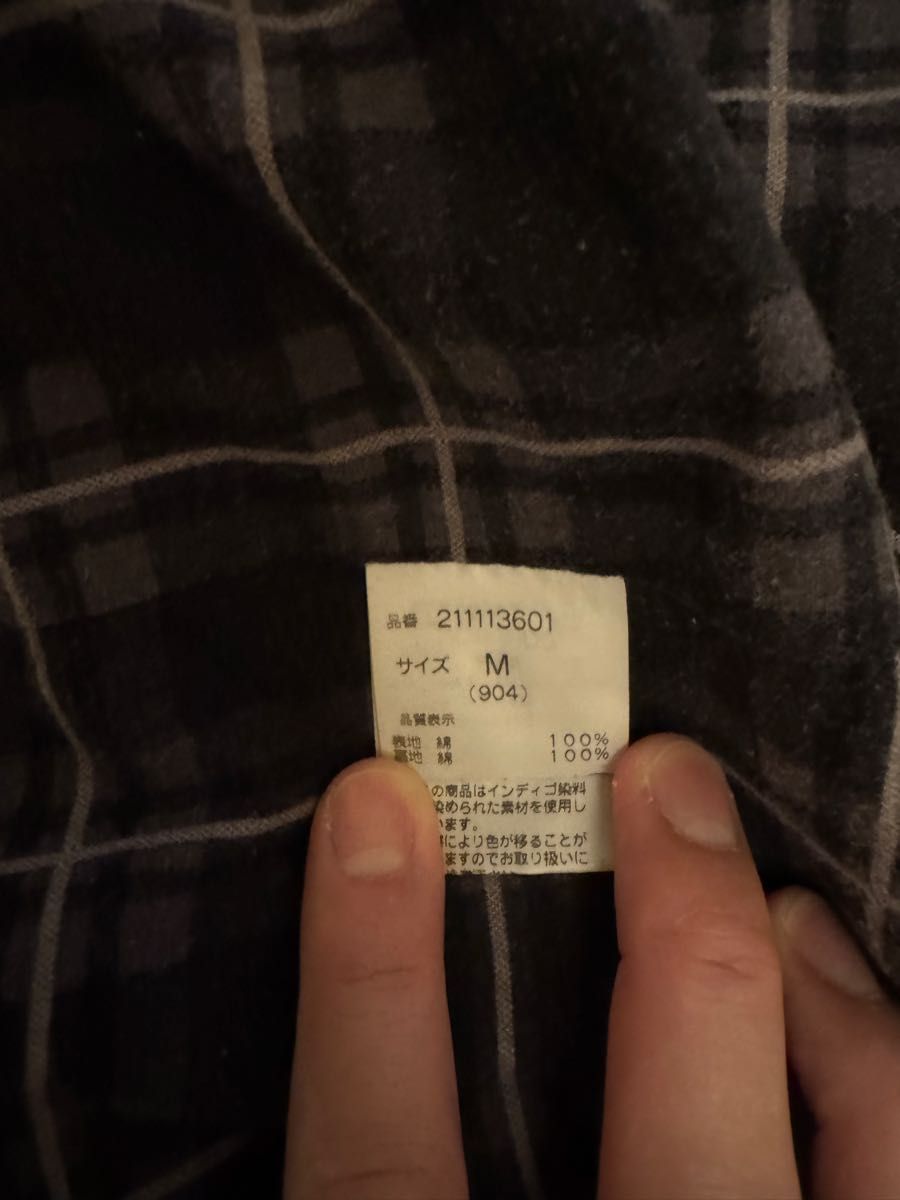 品番 211113601
サイズ M
(904)
品質表示
表地 綿 100%
裏地 綿 100%
の商品はインディゴ染料
染められた素材を使用し
います。
により色が移ることが
ますのでお取り扱いに